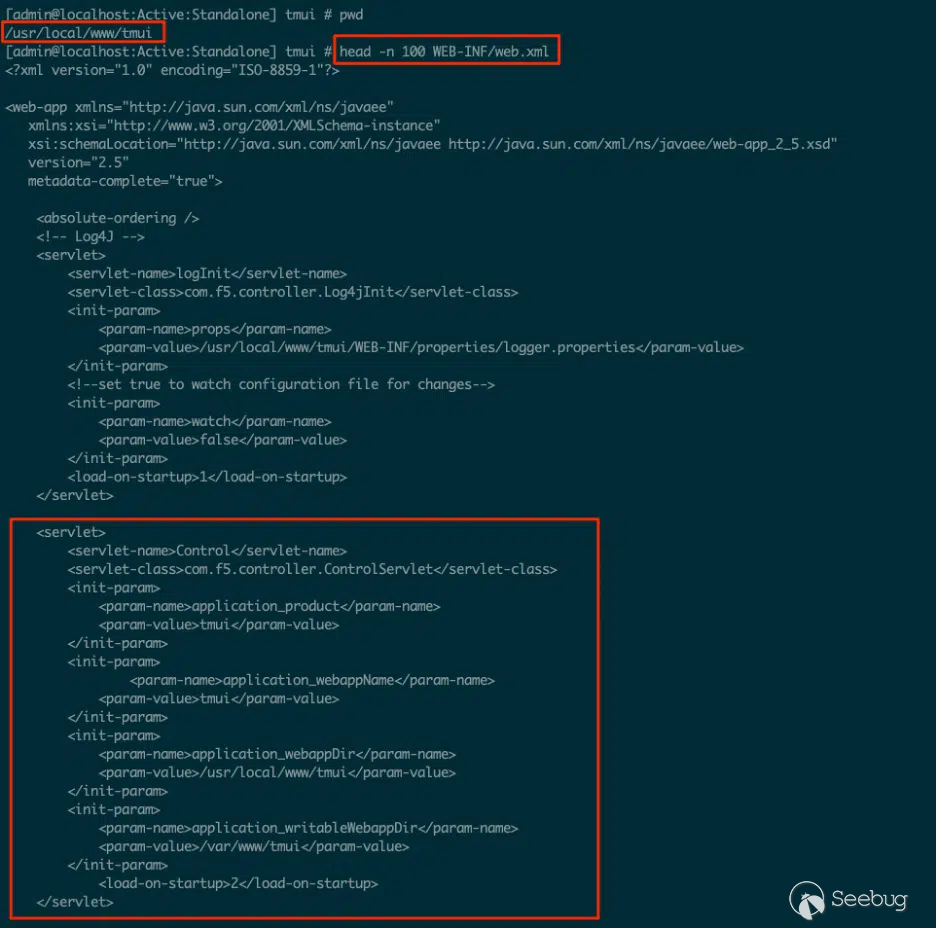 [admin@localhost:Active:Standalone] tmui # pwd
/usr/local/www/tmui
[admin@localhost:Active:Standalone] tmui # head -n 100 WEB-INF/web.xml
<?xml version="1.0" encoding="ISO-8859-1"?>
<web-app xmlns="http://java.sun.com/xml/ns/javaee"
xmlns:xsi="http://www.w3.org/2001/XMLSchema-instance"
xsi:schemaLocation="http://java.sun.com/xml/ns/javaee http://java.sun.com/xml/ns/javaee/web-app_2_5.xsd"
version="2.5"
metadata-complete="true">
<absolute-ordering />
<!-- Log4J -->
<servlet>
<servlet-name>logInit</servlet-name>
<servlet-class>com.f5.controller.Log4jInit</servlet-class>
<init-param>
<param-name>props</param-name>
<param-value>/usr/local/www/tmui/WEB-INF/properties/logger.properties</param-value>
</init-param>
<!--set true to watch configuration file for changes-->
<init-param>
<param-name>watch</param-name>
<param-value>false</param-value>
</init-param>
<load-on-startup>1</load-on-startup>
</servlet>
<servlet>
<servlet-name>Control</servlet-name>
<servlet-class>com.f5.controller.ControlServlet</servlet-class>
<init-param>
<param-name>application_product</param-name>
<param-value>tmui</param-value>
</init-param>
<init-param>
<param-name>application_webappName</param-name>
<param-value>tmui</param-value>
</init-param>
<init-param>
<param-name>application_webappDir</param-name>
<param-value>/usr/local/www/tmui</param-value>
</init-param>
<init-param>
<param-name>application_writableWebappDir</param-name>
<param-value>/var/www/tmui</param-value>
</init-param>
<load-on-startup>2</load-on-startup>
</servlet>
Seebug